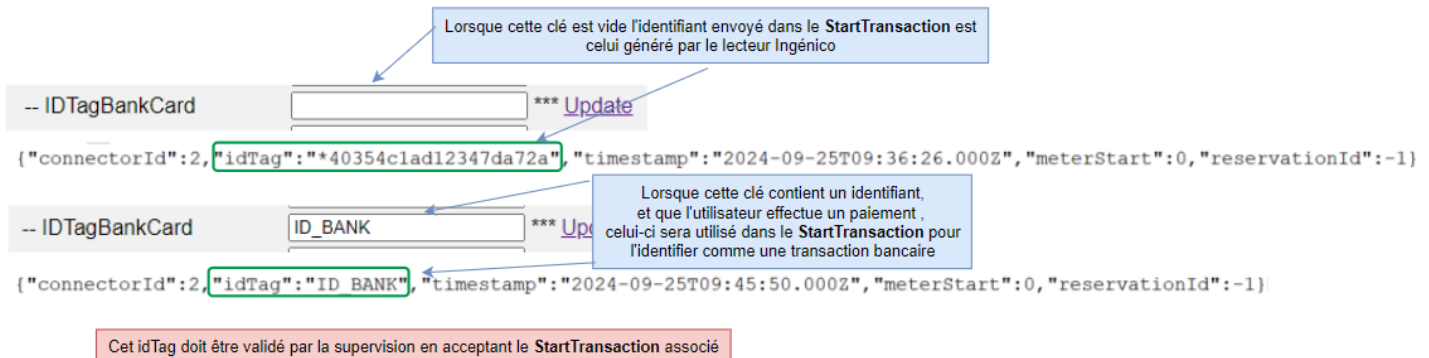 Lorsque cette clé est vide l'identifiant envoyé dans le StartTransaction est
celui généré par le lecteur Ingénico
-- IDTagBankCard *** Update
{"connectorId":2,"idTag":"*40354c1ad12347da72a","timestamp":"2024-09-25T09:36:26.000Z","meterStart":0,"reservationId":-1}
Lorsque cette clé contient un identifiant,
et que l'utilisateur effectue un paiement ,
celui-ci sera utilisé dans le StartTransaction pour
l'identifier comme une transaction bancaire
-- IDTagBankCard ID_BANK *** Up
{"connectorId":2,"idTag":"ID_BANK","timestamp":"2024-09-25T09:45:50.000Z","meterStart":0,"reservationId":-1}
Cet idTag doit être validé par la supervision en acceptant le StartTransaction associé